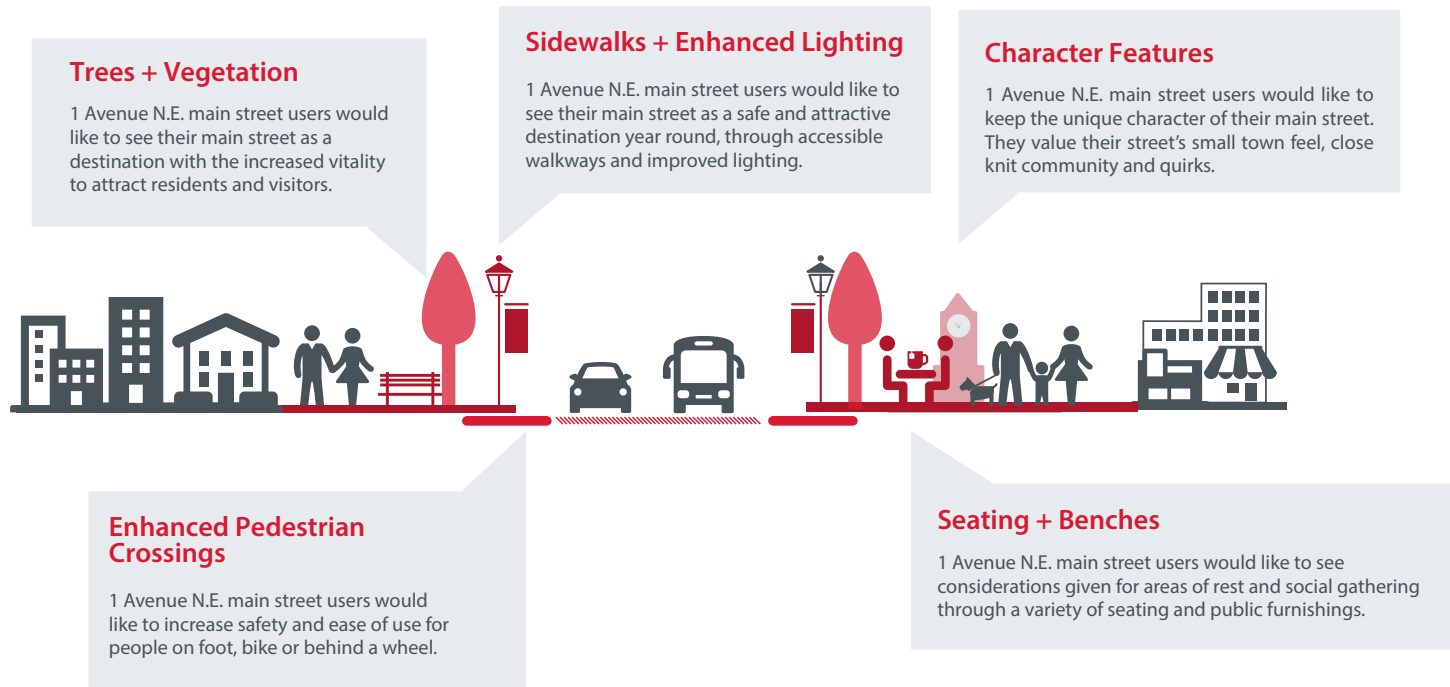 Trees + Vegetation
1 Avenue N.E. main street users would
like to see their main street as a
destination with the increased vitality
to attract residents and visitors.
Sidewalks + Enhanced Lighting
1 Avenue N.E. main street users would like to
see their main street as a safe and attractive
destination year round, through accessible
walkways and improved lighting.
Character Features
1 Avenue N.E. main street users would like to
keep the unique character of their main street.
They value their street's small town feel, close
knit community and quirks.
Enhanced Pedestrian
Crossings
1 Avenue N.E. main street users would
like to increase safety and ease of use for
people on foot, bike or behind a wheel.
Seating + Benches
1 Avenue N.E. main street users would like to see
considerations given for areas of rest and social gathering
through a variety of seating and public furnishings.